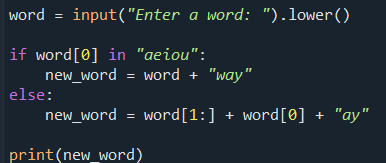 word = input("Enter a word: ").lower()
if word[0] in "aeiou":
    new_word = word + "way"
else:
    new_word = word[1:] + word[0] + "ay"
print(new_word)